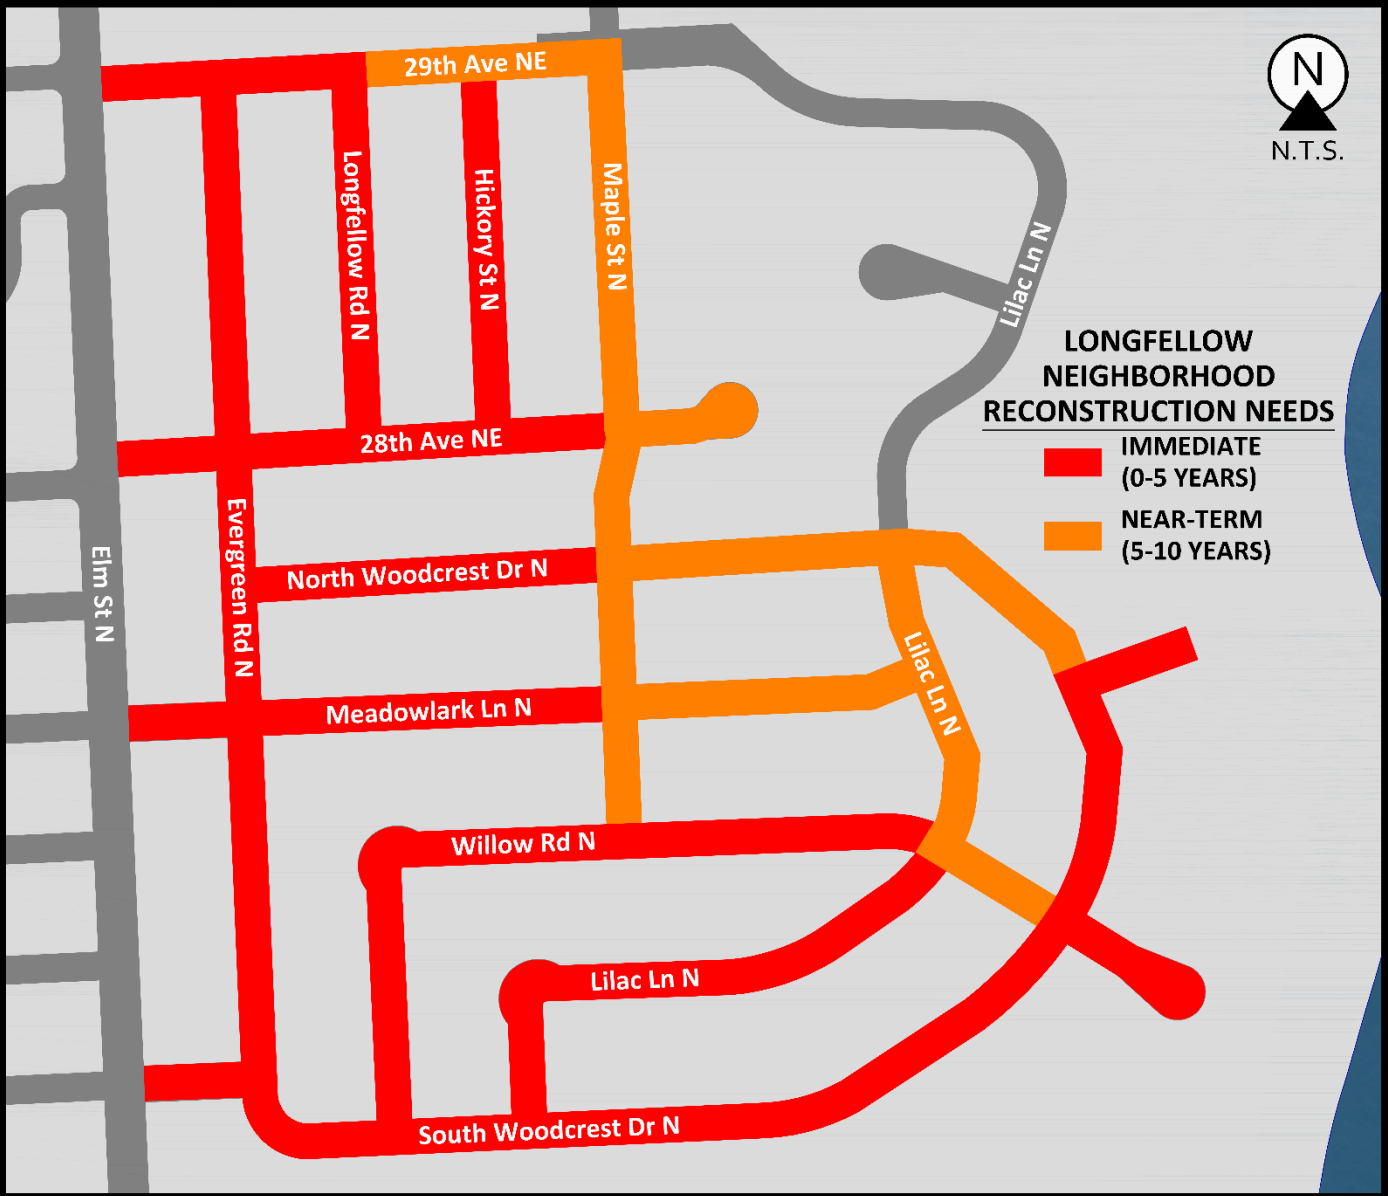 29th Ave NE
N
N.T.S.
Longfellow Rd N
Hickory St N
Maple St N
Lilac Ln N
LONGFELLOW
NEIGHBORHOOD
RECONSTRUCTION NEEDS
IMMEDIATE
(0-5 YEARS)
NEAR-TERM
(5-10 YEARS)
28th Ave NE
Evergreen Rd N
Elm St N
North Woodcrest Dr N
Lilac Ln N
Meadowlark Ln N
Willow Rd N
Lilac Ln N
South Woodcrest Dr N